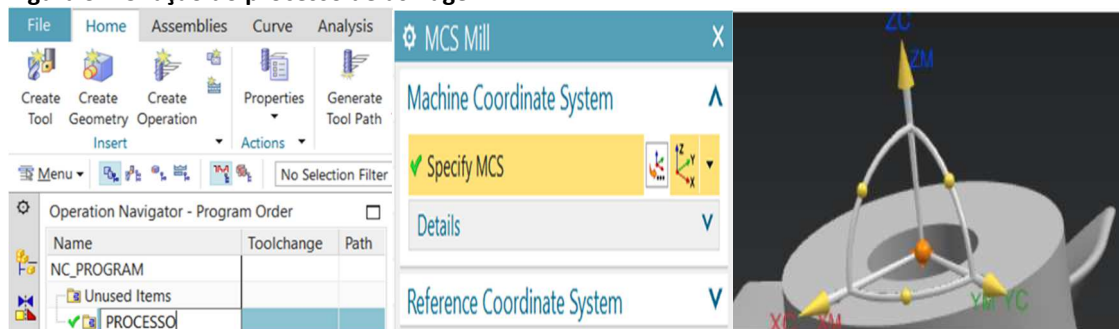 File Home Assemblies Curve Analysis
Create Tool
Create Geometry
Create Operation
Properties
Generate Tool Path
Insert
Actions
Menu
No Selection Filter
Operation Navigator - Program Order
Name Toolchange Path
NC_PROGRAM
Unused Items
PROCESSO
MCS Mill X
Machine Coordinate System
Specify MCS
Details
Reference Coordinate System
ZC
ZM
YM YC
XC XM